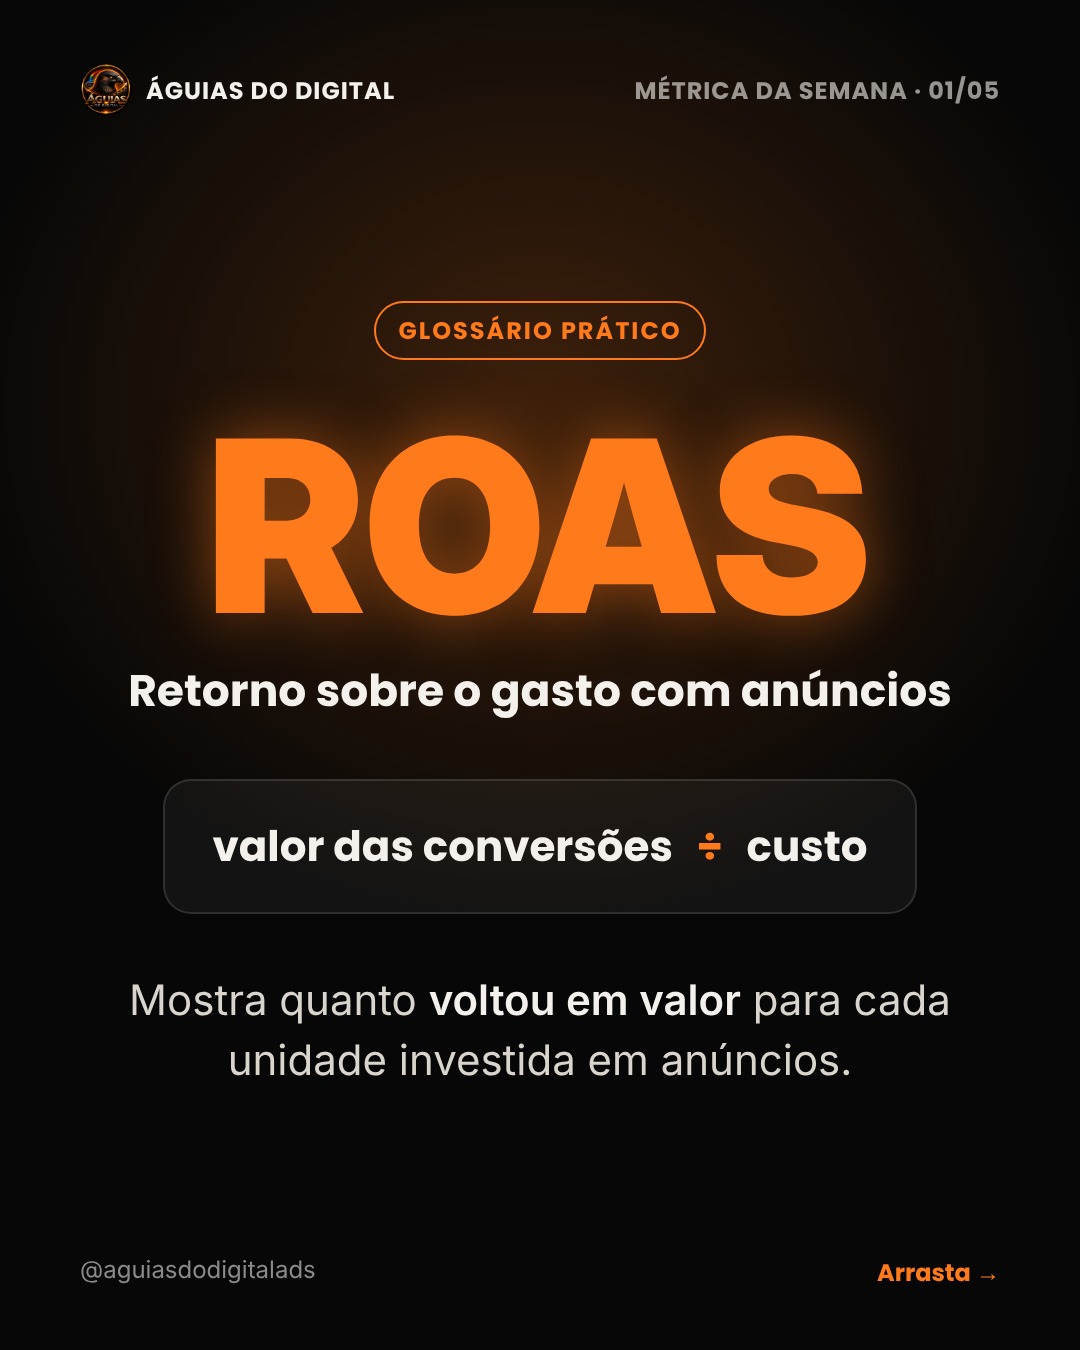 ÁGUIAS
ÁGUIAS DO DIGITAL
MÉTRICA DA SEMANA · 01/05
GLOSSÁRIO PRÁTICO
ROAS
Retorno sobre o gasto com anúncios
valor das conversões ÷ custo
Mostra quanto voltou em valor para cada
unidade investida em anúncios.
@aguiasdodigitalads
Arrasta →